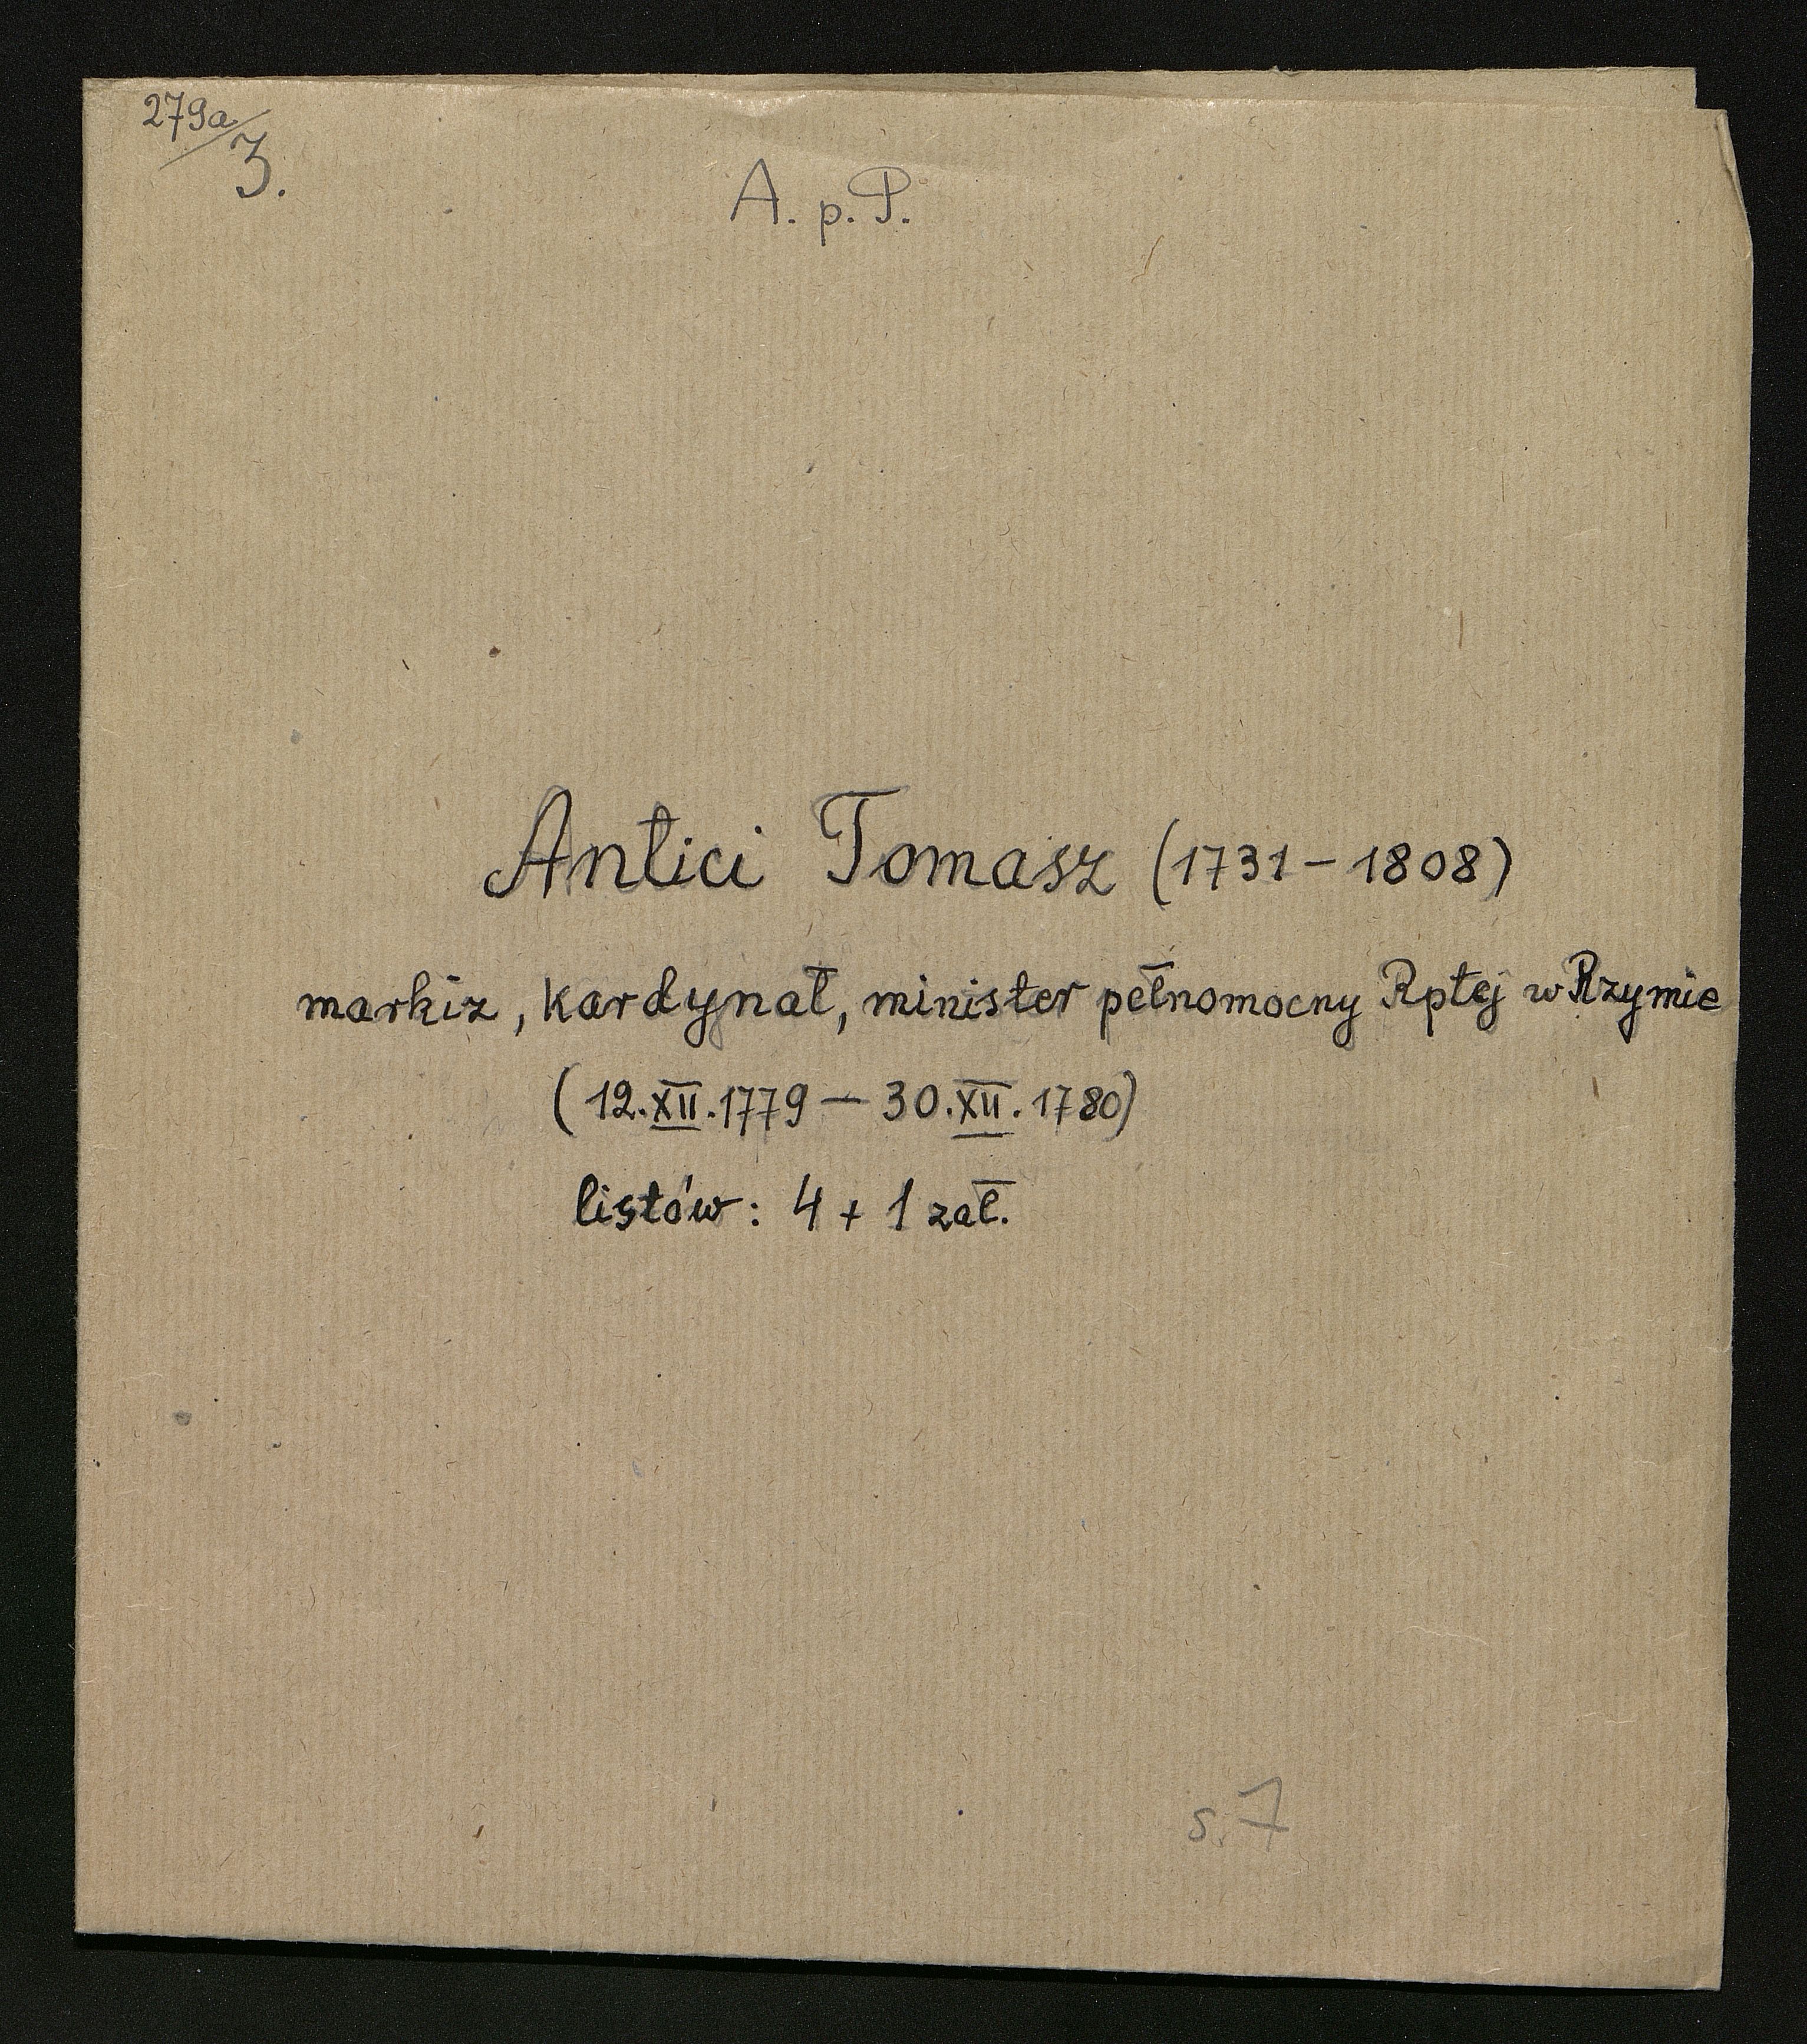 279a/3.
A. p. P.
Antici Tomasz (1731-1808)
markiz, kardynał, minister pełnomocny Rptej w Rzymie
(12.XII.1779 - 30.XII.1780)
listów: 4 + 1 zał.
s. 7